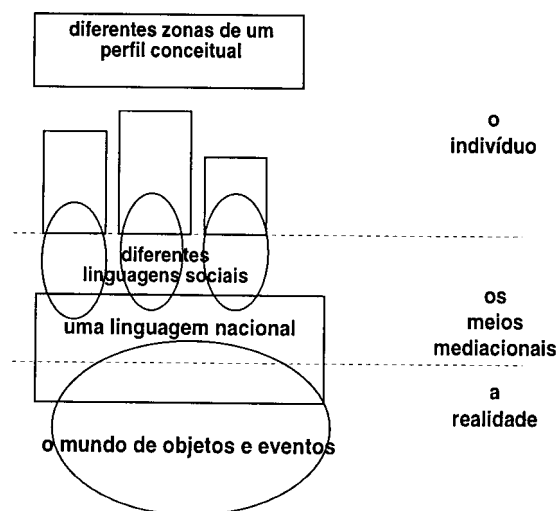 diferentes zonas de um
perfil conceitual
o
indivíduo
diferentes
linguagens sociais
uma linguagem nacional
os
meios
mediacionais
a
realidade
o mundo de objetos e eventos